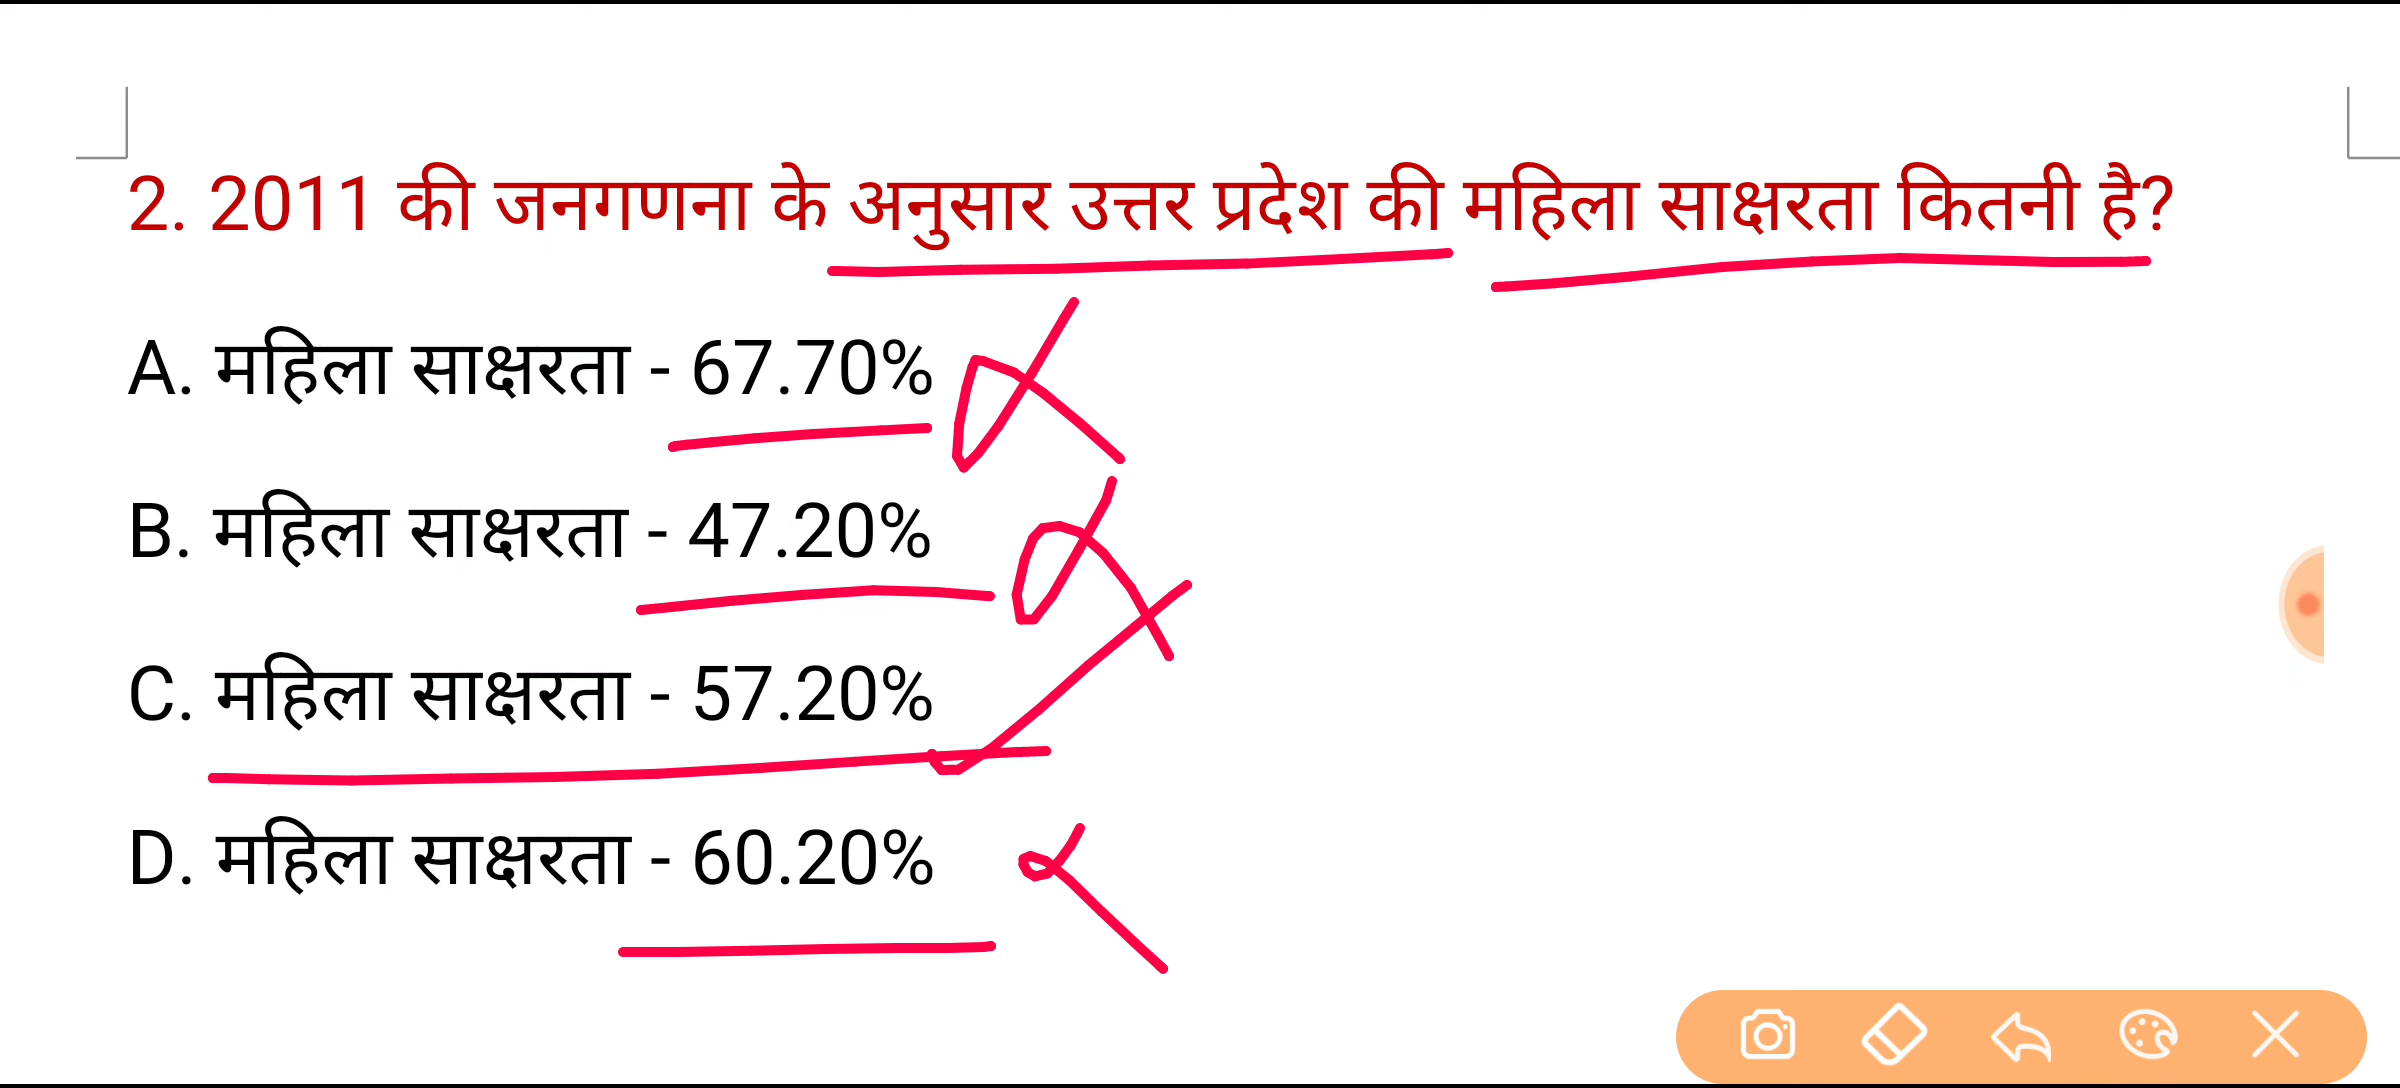 2. 2011 की जनगणना के अनुसार उत्तर प्रदेश की महिला साक्षरता कितनी है?
A. महिला साक्षरता - 67.70%
B. महिला साक्षरता - 47.20%
C. महिला साक्षरता - 57.20%
D. महिला साक्षरता - 60.20%